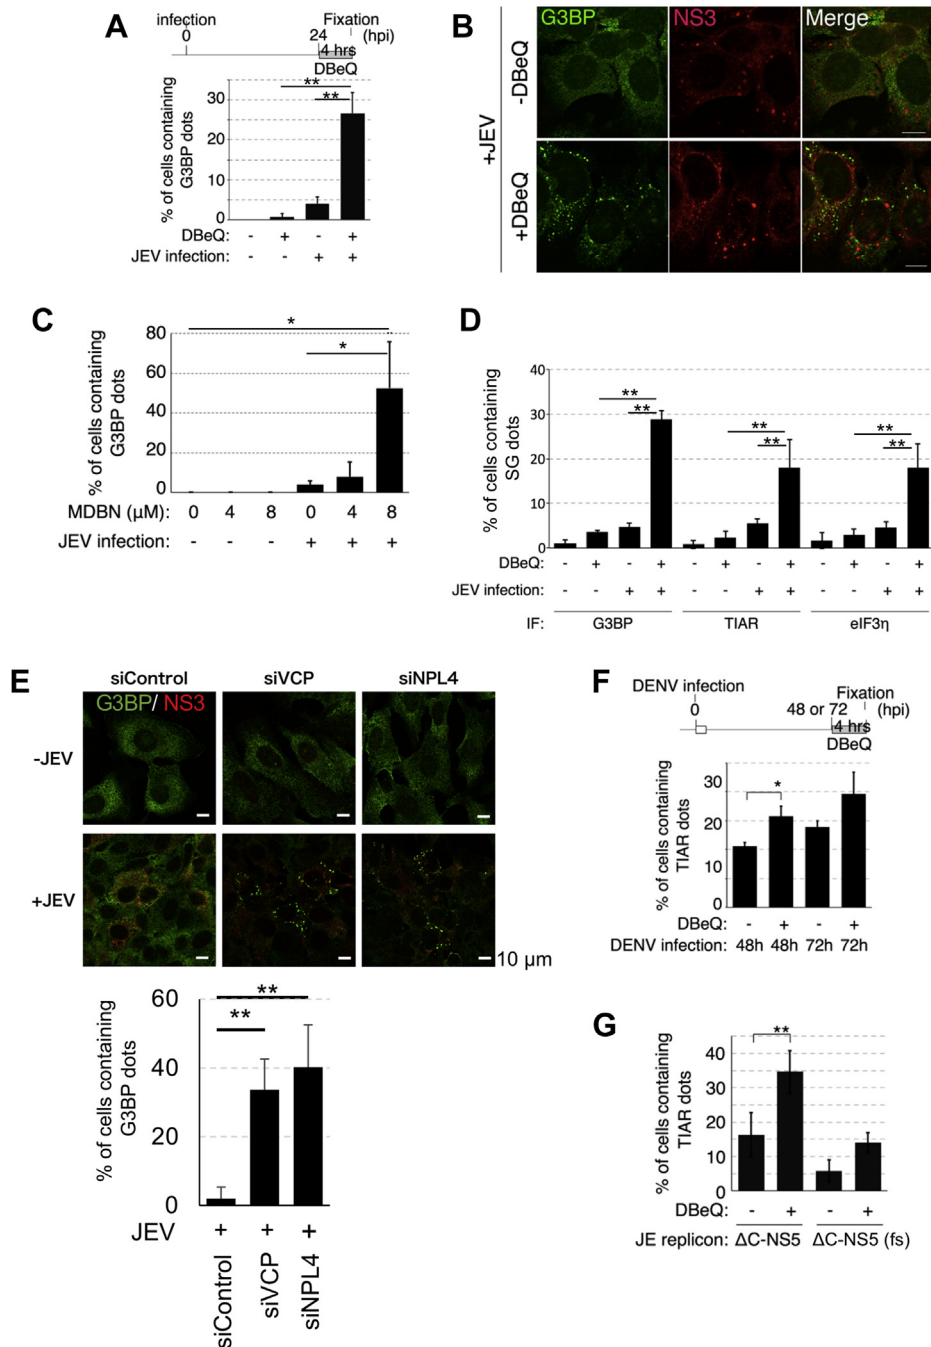 A
infection
Fixation
0
24
(hpi)
4 hrs
DBeQ
% of cells containing
G3BP dots
30
20
10
0
**
**
DBeQ: - + - +
JEV infection: - - + +
B
G3BP
NS3
Merge
+JEV
-DBeQ
+DBeQ
C
% of cells containing
G3BP dots
80
60
40
20
0
*
*
MDBN (μM): 0 4 8 0 4 8
JEV infection: - - - + + +
D
% of cells containing
SG dots
40
30
20
10
0
**
**
**
**
**
**
DBeQ: - + - + - + - + - + - +
JEV infection: - - + + - - + + - - + +
IF: G3BP TIAR eIF3η
E
siControl siVCP siNPL4
G3BP/ NS3
-JEV
+JEV
10 μm
% of cells containing
G3BP dots
60
40
20
0
**
**
JEV + + +
siControl
siVCP
siNPL4
F
DENV infection
Fixation
0
48 or 72
(hpi)
4 hrs
DBeQ
% of cells containing
TIAR dots
30
20
10
0
*
DBeQ: - + - +
DENV infection: 48h 48h 72h 72h
G
% of cells containing
TIAR dots
40
30
20
10
0
**
DBeQ: - + - +
JE replicon: ΔC-NS5 ΔC-NS5 (fs)